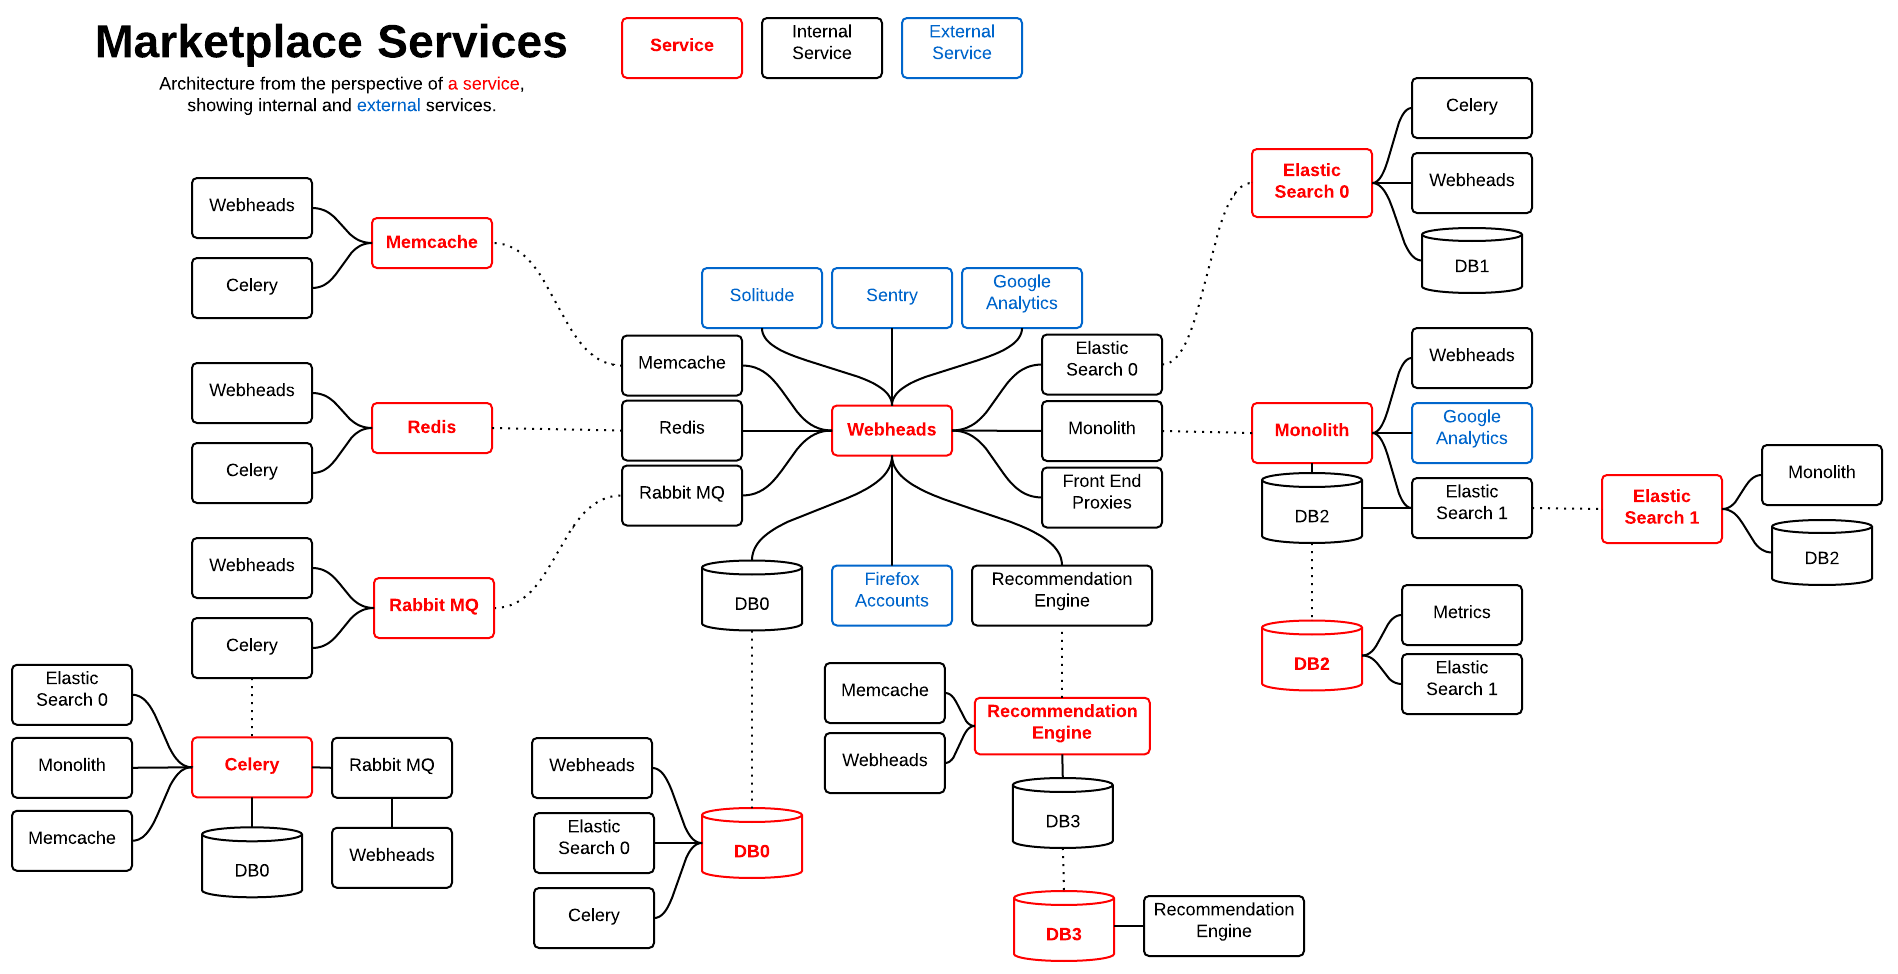 Marketplace Services
Architecture from the perspective of a service,
showing internal and external services.
Service
Internal
Service
External
Service
Webheads
Celery
Memcache
Webheads
Celery
Redis
Webheads
Celery
Rabbit MQ
Elastic
Search 0
Monolith
Memcache
Celery
Rabbit MQ
DB0
Webheads
Solitude
Sentry
Google
Analytics
Memcache
Redis
Rabbit MQ
Webheads
Elastic
Search 0
Monolith
Front End
Proxies
DB0
Firefox
Accounts
Recommendation
Engine
Webheads
Elastic
Search 0
Celery
DB0
Memcache
Webheads
Recommendation
Engine
DB3
DB3
Recommendation
Engine
Elastic
Search 0
Celery
Webheads
DB1
Monolith
Webheads
Google
Analytics
Elastic
Search 1
DB2
DB2
Metrics
Elastic
Search 1
Elastic
Search 1
Monolith
DB2